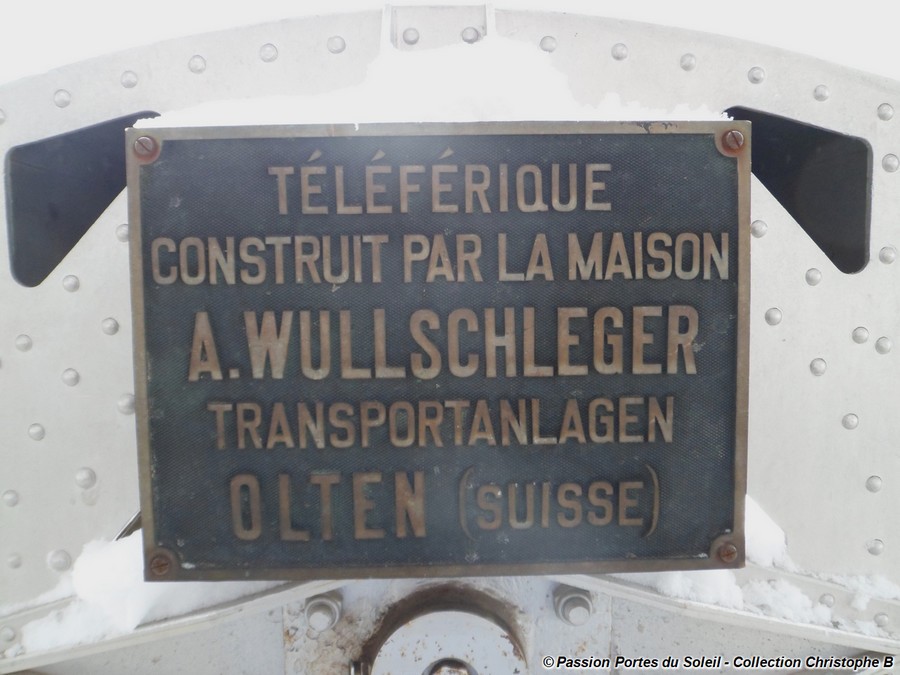 TÉLÉFÉRIQUE
CONSTRUIT PAR LA MAISON
A.WULLSCHLEGER
TRANSPORTANLAGEN
OLTEN (SUISSE)
© Passion Portes du Soleil - Collection Christophe B